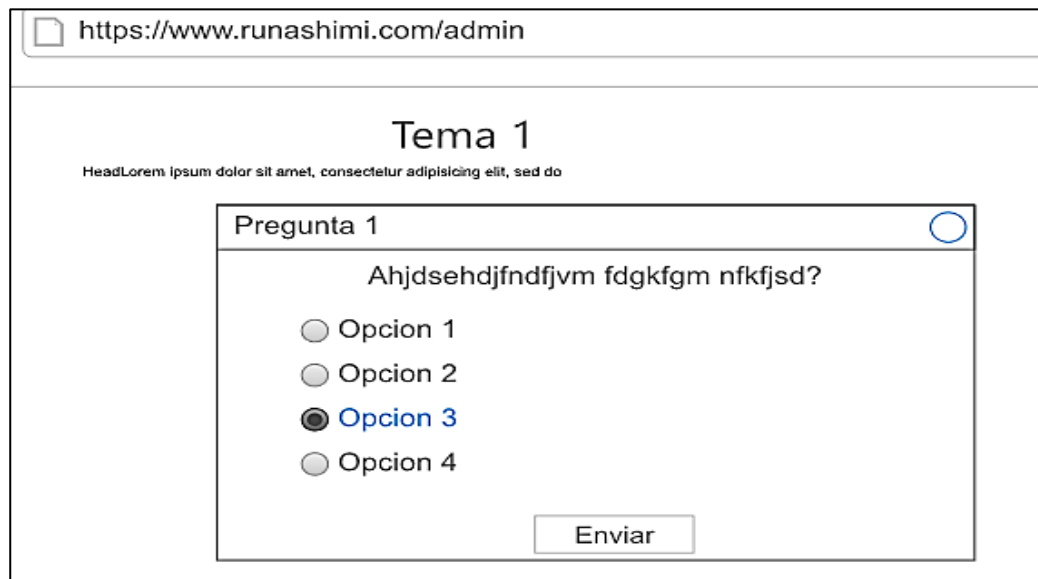 https://www.runashimi.com/admin
Tema 1
HeadLorem ipsum dolor sit amet, consectetur adipisicing elit, sed do
Pregunta 1
Ahjdsehdjfndfjvm fdgkfgm nfkfjsd?
Opcion 1
Opcion 2
Opcion 3
Opcion 4
Enviar